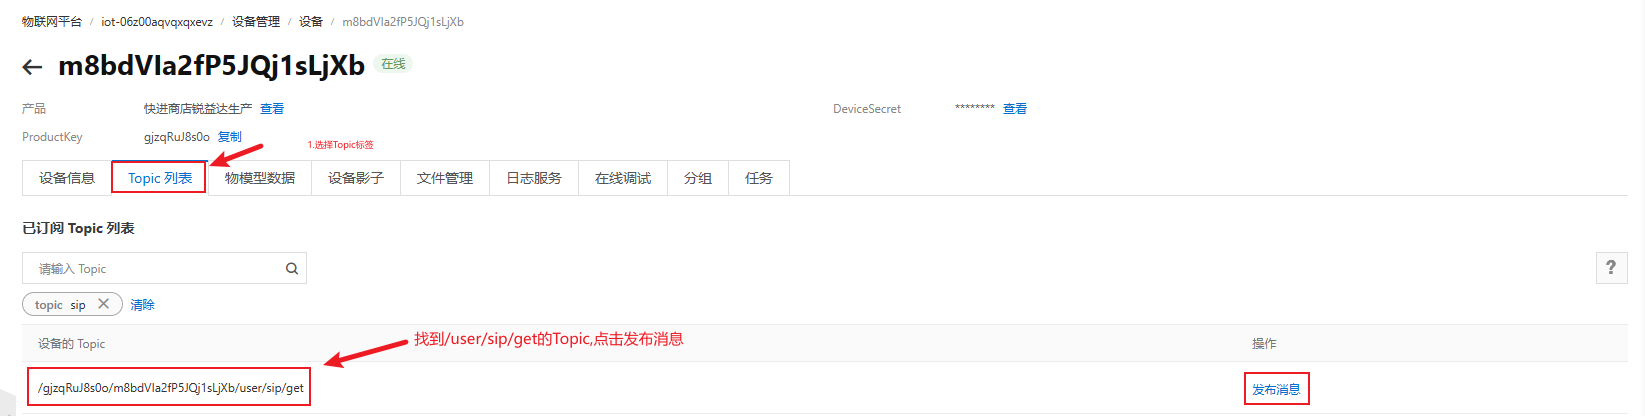 物联网平台 / iot-06z00aqvqxqxevz / 设备管理 / 设备 / m8bdVIa2fP5JQj1sLjXb
← m8bdVIa2fP5JQj1sLjXb 在线
产品 快进商店锐益达生产 查看 DeviceSecret ******** 查看
ProductKey gjzqRuJ8s0o 复制
1.选择Topic标签
设备信息 Topic 列表 物模型数据 设备影子 文件管理 日志服务 在线调试 分组 任务
已订阅 Topic 列表
请输入 Topic
?
topic sip × 清除
找到/user/sip/get的Topic,点击发布消息
设备的 Topic 操作
/gjzqRuJ8s0o/m8bdVIa2fP5JQj1sLjXb/user/sip/get 发布消息